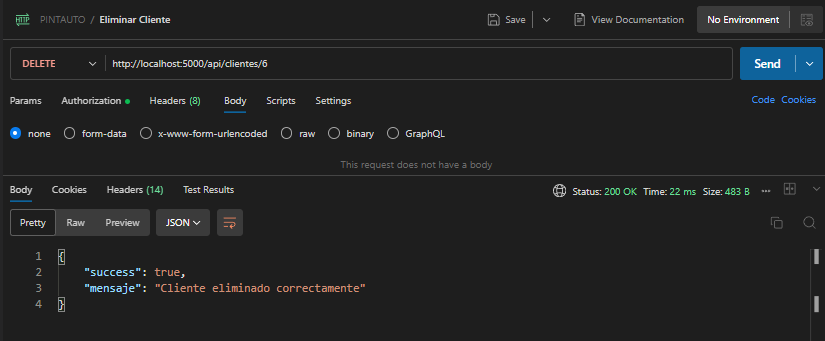 HTTP PINTAUTO / Eliminar Cliente Save View Documentation No Environment
DELETE http://localhost:5000/api/clientes/6 Send
Params Authorization Headers (8) Body Scripts Settings Code Cookies
none form-data x-www-form-urlencoded raw binary GraphQL
This request does not have a body
Body Cookies Headers (14) Test Results Status: 200 OK Time: 22 ms Size: 483 B
Pretty Raw Preview JSON
1 {
2 "success": true,
3 "mensaje": "Cliente eliminado correctamente"
4 }